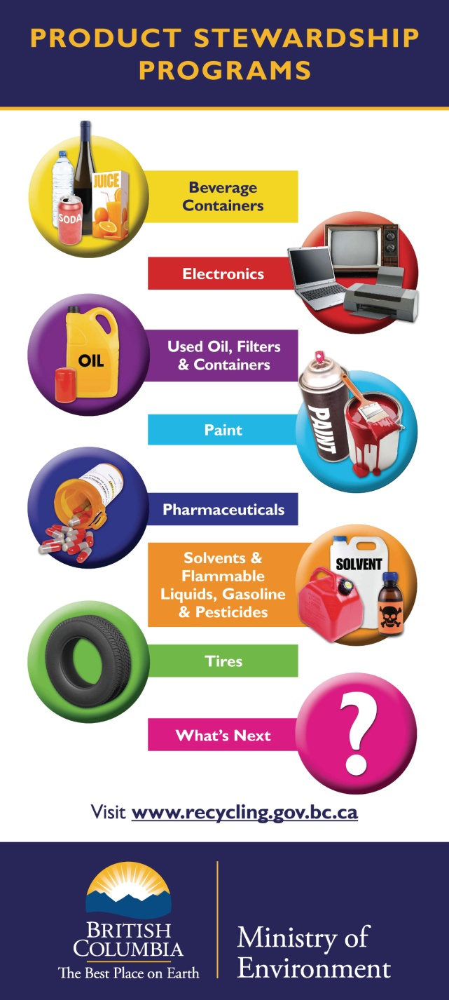 PRODUCT STEWARDSHIP
PROGRAMS
JUICE
SODA
Beverage
Containers
Electronics
OIL
Used Oil, Filters
& Containers
PAINT
Paint
Pharmaceuticals
Solvents &
Flammable
Liquids, Gasoline
& Pesticides
SOLVENT
Tires
What's Next
?
Visit www.recycling.gov.bc.ca
BRITISH
COLUMBIA
The Best Place on Earth
Ministry of
Environment